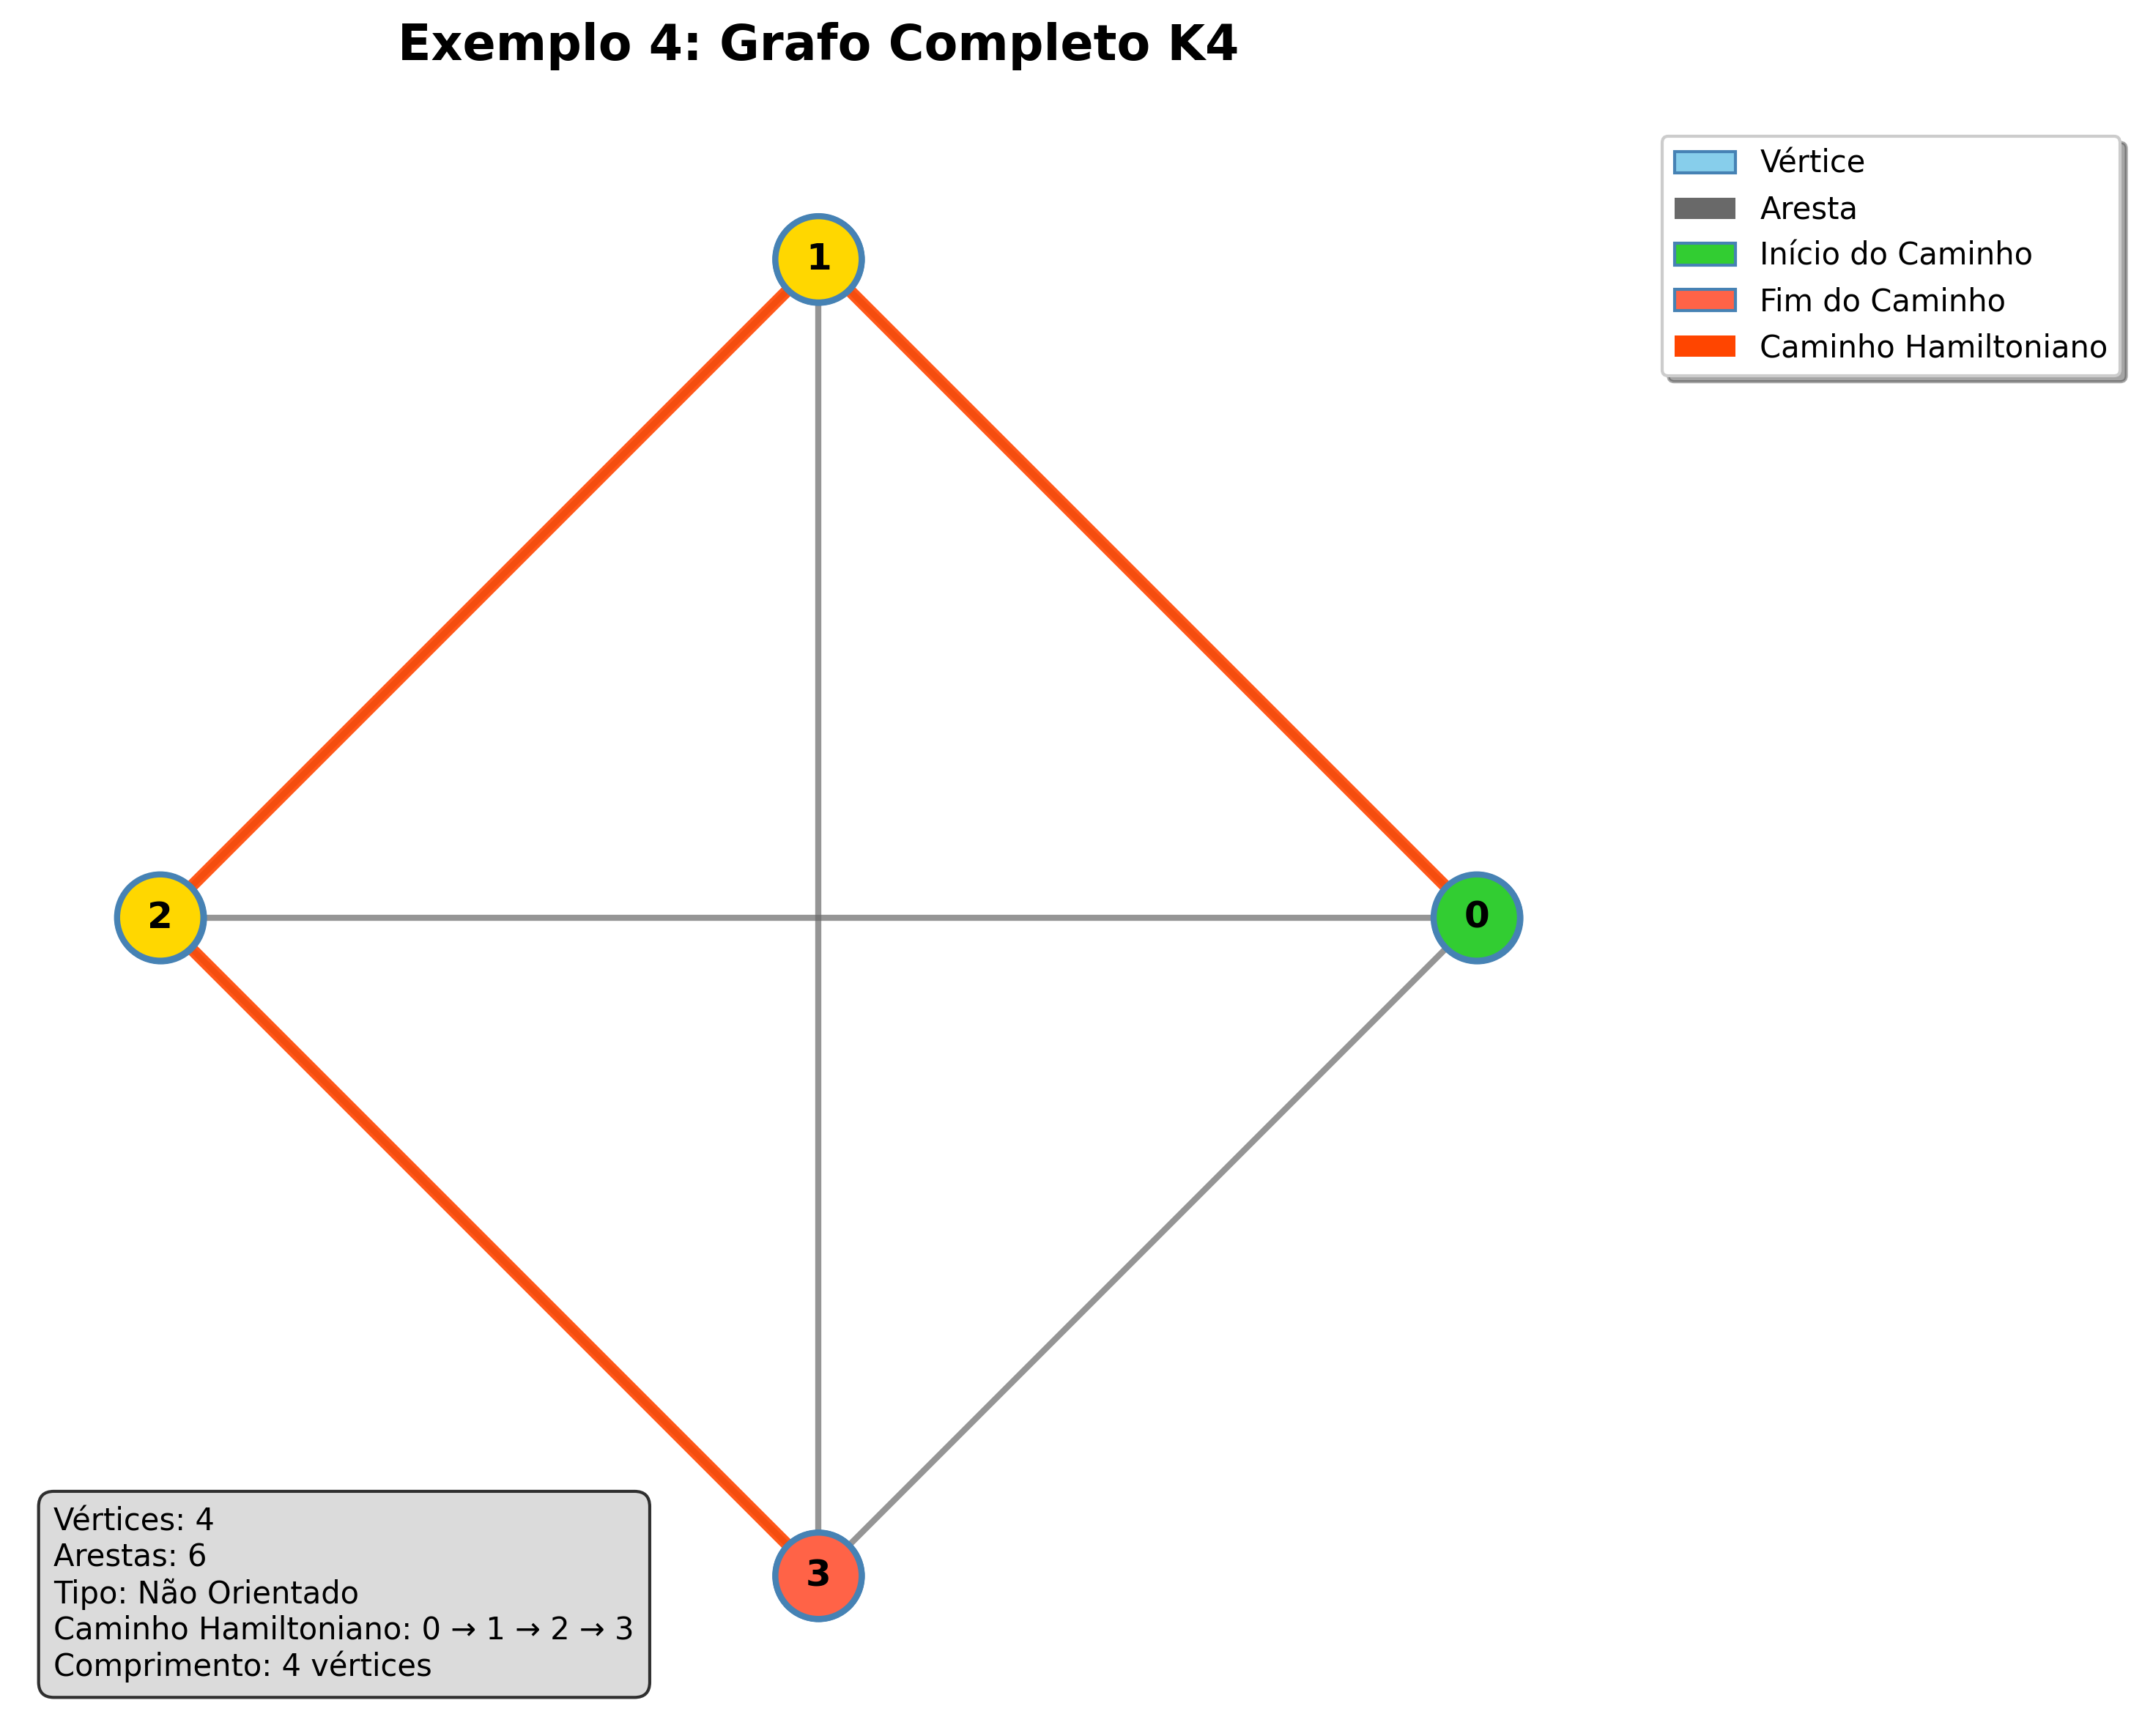 Exemplo 4: Grafo Completo K4
Vértice
Aresta
Início do Caminho
Fim do Caminho
Caminho Hamiltoniano
1
2
0
3
Vértices: 4
Arestas: 6
Tipo: Não Orientado
Caminho Hamiltoniano: 0 → 1 → 2 → 3
Comprimento: 4 vértices